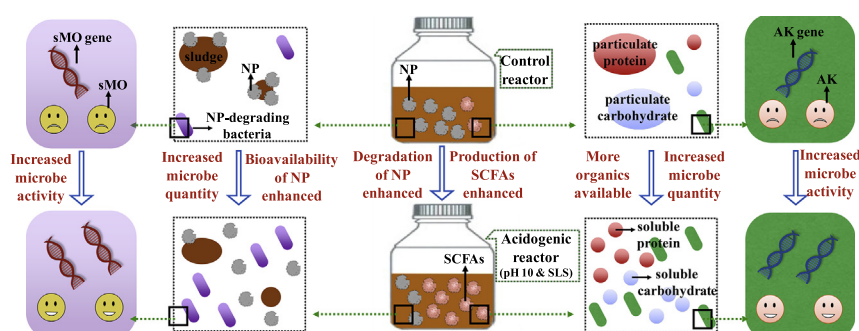 sMO gene
sMO
sludge
NP
NP-degrading
bacteria
NP
Control
reactor
particulate
protein
particulate
carbohydrate
AK gene
AK
Increased
microbe
activity
Increased
microbe
quantity
Bioavailability
of NP
enhanced
Degradation
of NP
enhanced
Production of
SCFAs
enhanced
More
organics
available
Increased
microbe
quantity
Increased
microbe
activity
SCFAs
Acidogenic
reactor
(pH 10 & SLS)
soluble
protein
soluble
carbohydrate